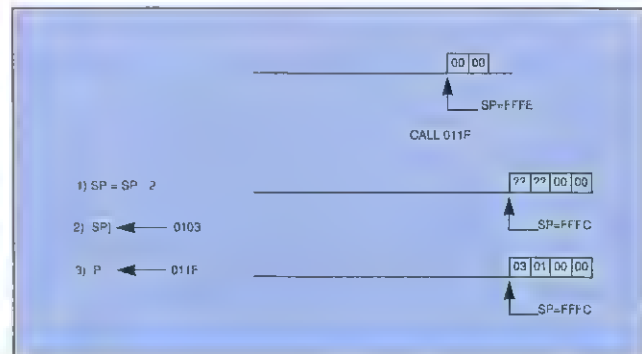 00 00
SP=FFFE
CALL 011F
1) SP = SP 2
?? ?? 00 00
SP=FFFC
2) SP) 0103
3) P 011F
03 01 00 00
SP=FFFC